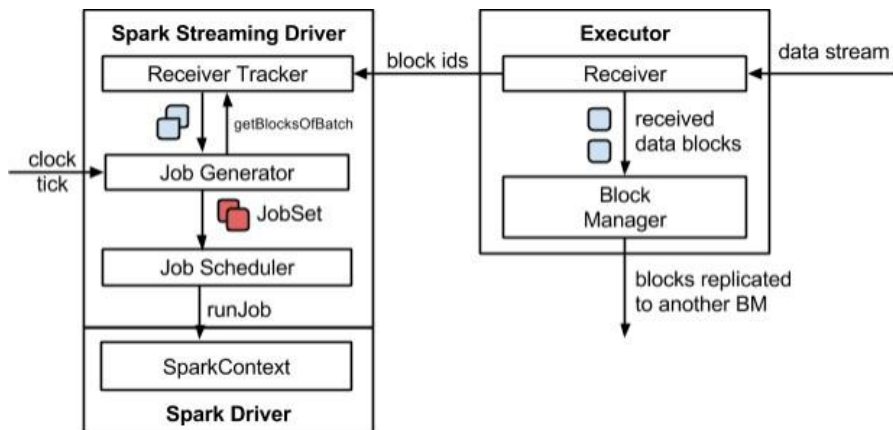 Spark Streaming Driver
Receiver Tracker
getBlocksOfBatch
clock
tick
Job Generator
JobSet
Job Scheduler
runJob
SparkContext
Spark Driver
block ids
Executor
Receiver
data stream
received
data blocks
Block
Manager
blocks replicated
to another BM